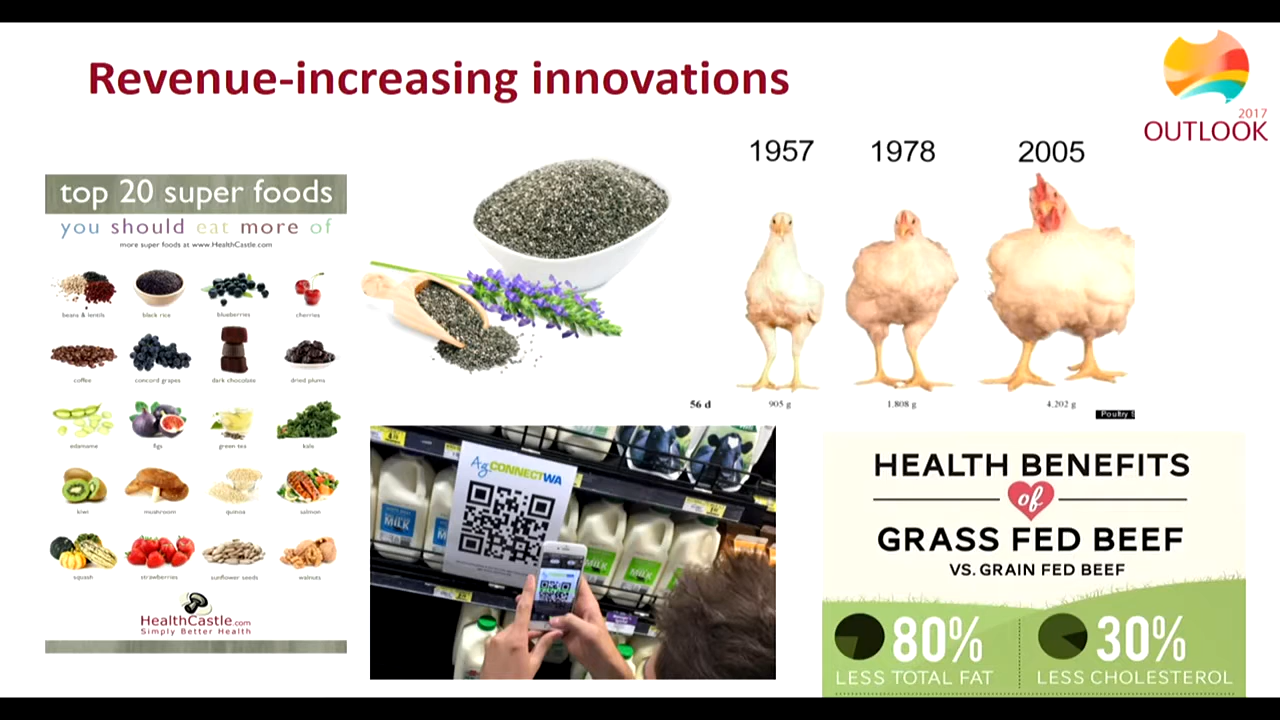 Revenue-increasing innovations
2017
OUTLOOK
top 20 super foods
you should eat more of
more super foods at www.HealthCastle.com
beans & lentils
black rice
blueberries
cherries
coffee
concord grapes
dark chocolate
dried plums
edamame
figs
green tea
kale
kiwi
mushroom
quinoa
salmon
squash
strawberries
sunflower seeds
walnuts
HealthCastle.com
Simply Better Health
1957 1978 2005
56 d 905 g 1,808 g 4,202 g
Poultry S
AgCONNECTWA
MILK
MILK
MILK
HEALTH BENEFITS
of
GRASS FED BEEF
VS. GRAIN FED BEEF
80%
LESS TOTAL FAT
30%
LESS CHOLESTEROL